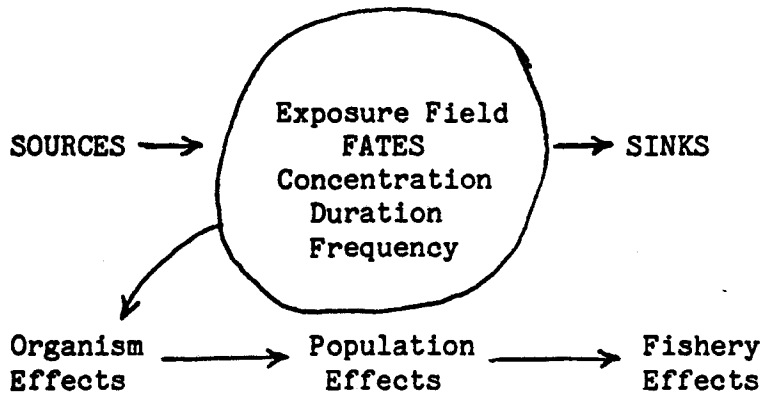 Exposure Field
SOURCES FATES SINKS
Concentration
Duration
Frequency
Organism Population Fishery
Effects Effects Effects